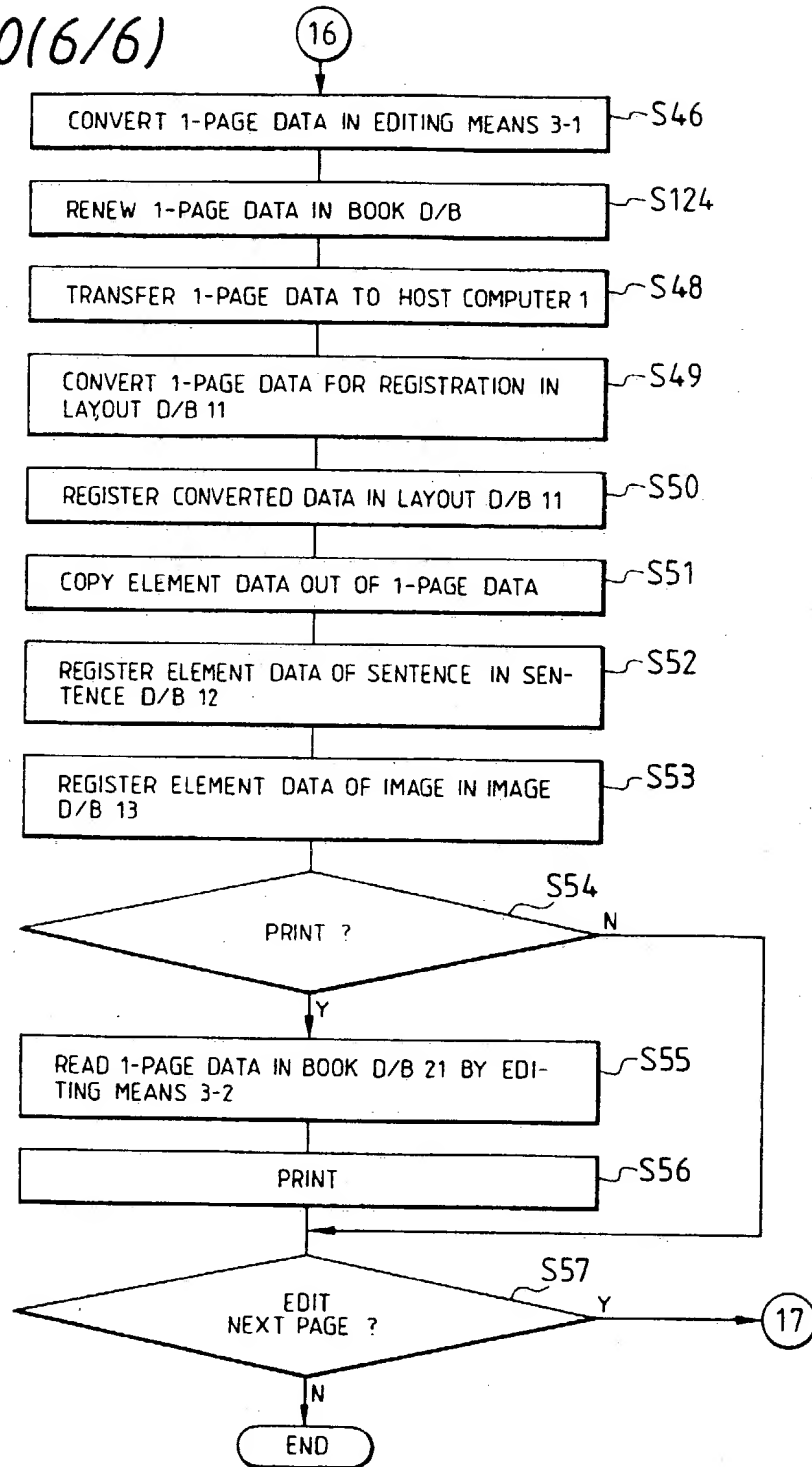 0(6/6)
16
CONVERT 1-PAGE DATA IN EDITING MEANS 3-1
S46
RENEW 1-PAGE DATA IN BOOK D/B
S124
TRANSFER 1-PAGE DATA TO HOST COMPUTER 1
S48
CONVERT 1-PAGE DATA FOR REGISTRATION IN
LAYOUT D/B 11
S49
REGISTER CONVERTED DATA IN LAYOUT D/B 11
S50
COPY ELEMENT DATA OUT OF 1-PAGE DATA
S51
REGISTER ELEMENT DATA OF SENTENCE IN SEN-
TENCE D/B 12
S52
REGISTER ELEMENT DATA OF IMAGE IN IMAGE
D/B 13
S53
S54
PRINT ?
N
Y
READ 1-PAGE DATA IN BOOK D/B 21 BY EDI-
TING MEANS 3-2
S55
PRINT
S56
S57
EDIT
NEXT PAGE ?
Y
17
N
END